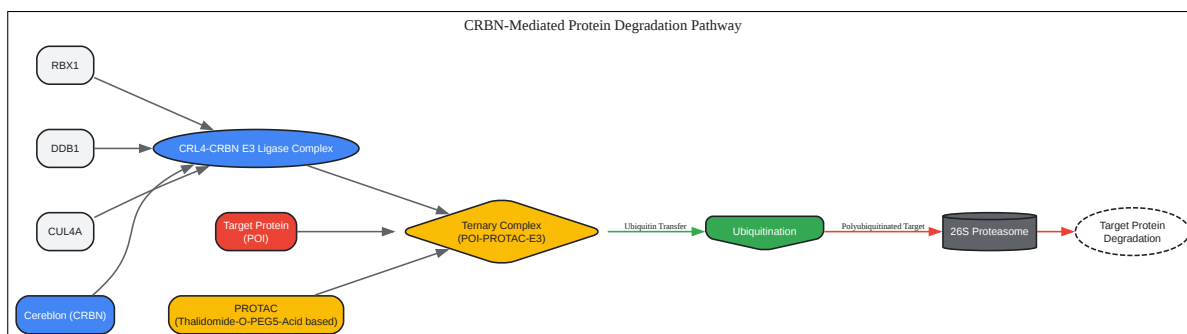 CRBN-Mediated Protein Degradation Pathway
RBX1
DDB1
CRL4-CRBN E3 Ligase Complex
CUL4A
Target Protein
(POI)
Ternary Complex
(POI-PROTAC-E3)
Ubiquitin Transfer
Ubiquitination
Polyubiquitinated Target
26S Proteasome
Target Protein
Degradation
Cereblon (CRBN)
PROTAC
(Thalidomide-O-PEG5-Acid based)